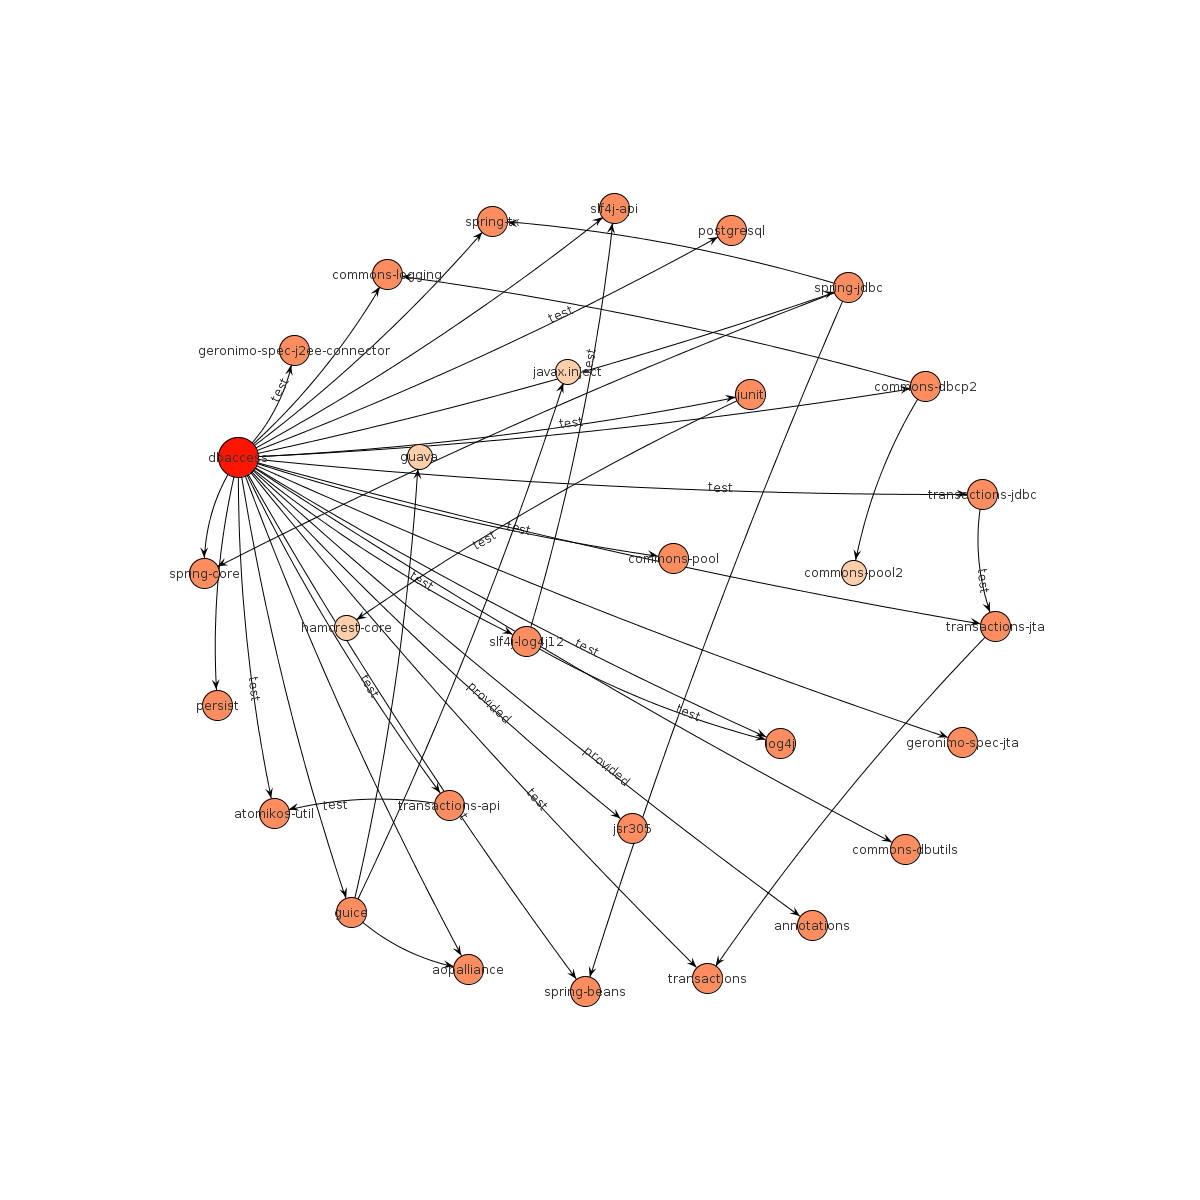 slf4j-api
spring-tx
postgresql
commons-logging
spring-jdbc
test
geronimo-spec-j2ee-connector
test
javax.inject
test
commons-dbcp2
junit
test
dbaccess
guava
test
transactions-jdbc
test
test
commons-pool
spring-core
commons-pool2
test
test
hamcrest-core
transactions-jta
slf4j-log4j12
test
test
test
provided
persist
test
log4j
geronimo-spec-jta
provided
test
transactions-api
test
atomikos-util
jsr305
commons-dbutils
guice
annotations
aopalliance
transactions
spring-beans